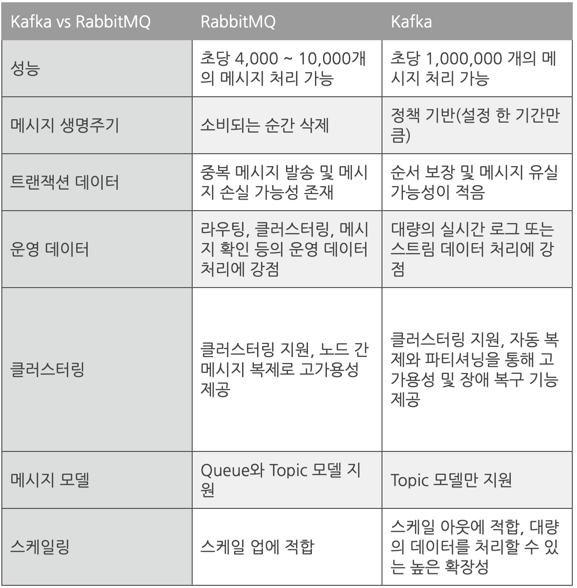 Kafka vs RabbitMQ RabbitMQ Kafka
성능
초당 4,000 ~ 10,000개
의 메시지 처리 가능
초당 1,000,000 개의 메
시지 처리 가능
메시지 생명주기
소비되는 순간 삭제
정책 기반(설정 한 기간만
큼)
트랜잭션 데이터
중복 메시지 발송 및 메시
지 손실 가능성 존재
순서 보장 및 메시지 유실
가능성이 적음
운영 데이터
라우팅, 클러스터링, 메시
지 확인 등의 운영 데이터
처리에 강점
대량의 실시간 로그 또는
스트림 데이터 처리에 강
점
클러스터링
클러스터링 지원, 노드 간
메시지 복제로 고가용성
제공
클러스터링 지원, 자동 복
제와 파티셔닝을 통해 고
가용성 및 장애 복구 기능
제공
메시지 모델
Queue와 Topic 모델 지
원
Topic 모델만 지원
스케일링
스케일 업에 적합
스케일 아웃에 적합, 대량
의 데이터를 처리할 수 있
는 높은 확장성